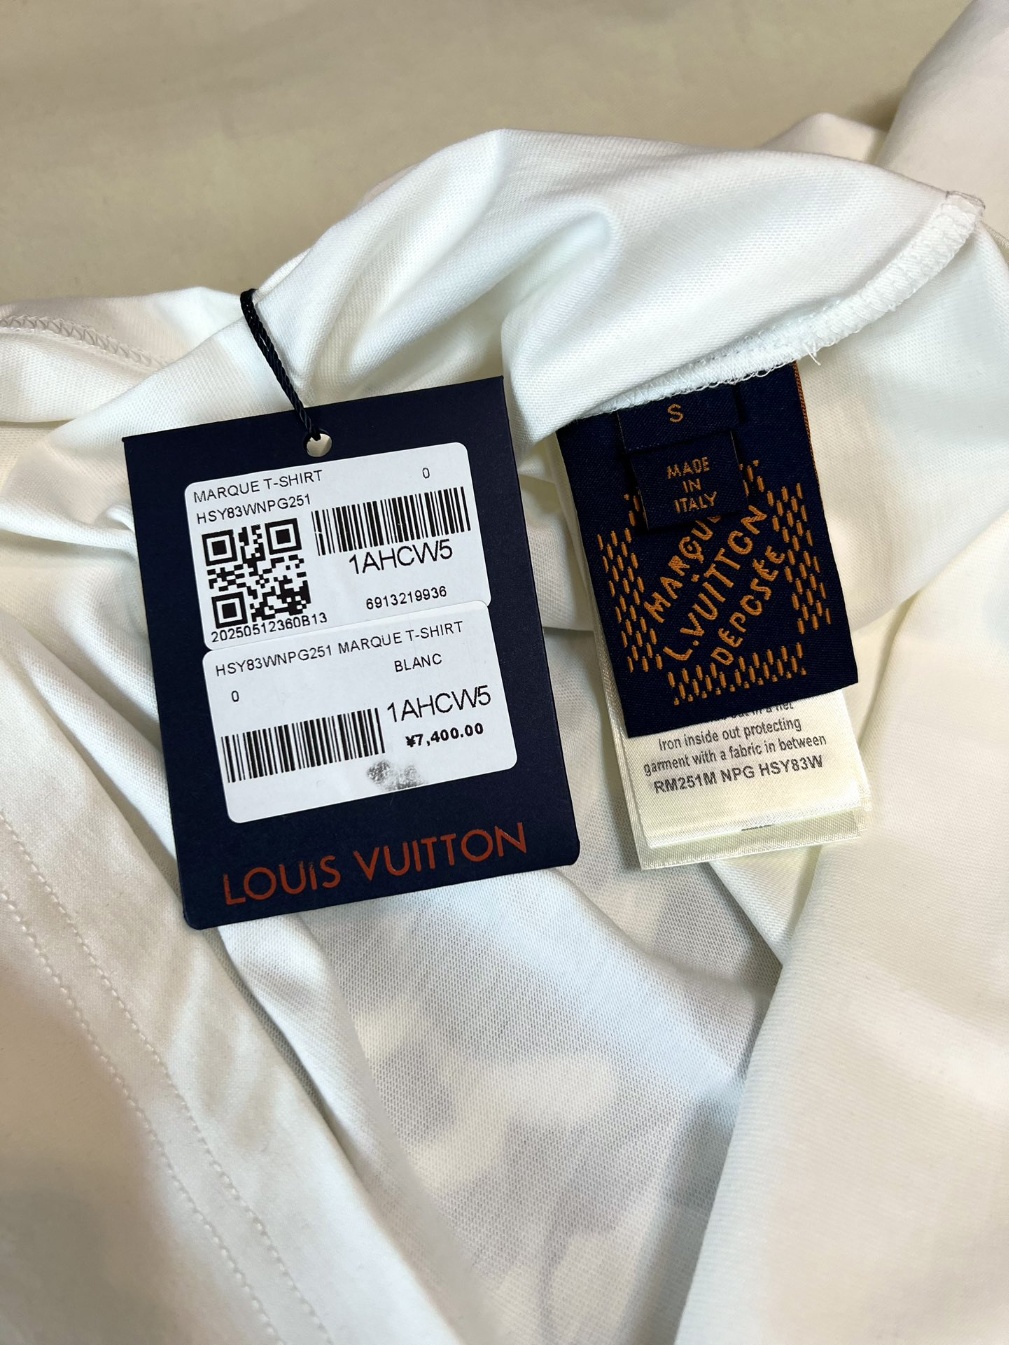 MARQUE T-SHIRT
0
HSY83WNPG251
1AHCW5
6913219936
20250512360B13
HSY83WNPG251 MARQUE T-SHIRT
0
BLANC
1AHCW5
¥7,400.00
LOUIS VUITTON
S
MADE
IN
ITALY
MARQUE
L.VUITTON
DÉPOSÉE
Iron inside out protecting
garment with a fabric in between
RM251M NPG HSY83W